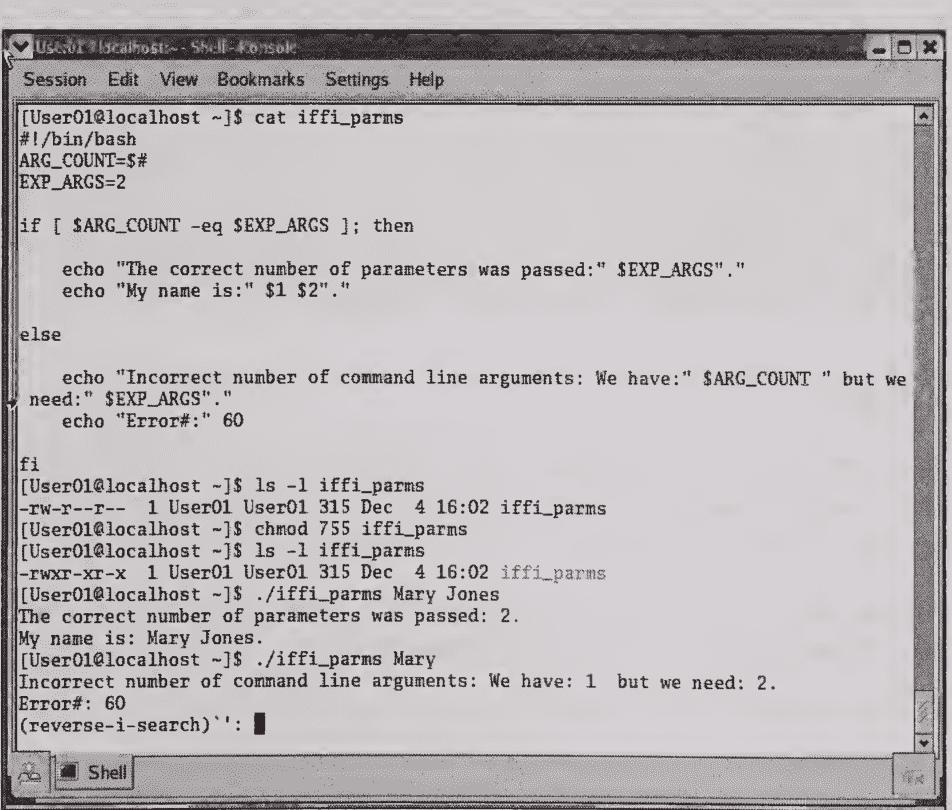 User01@localhost:~ - Shell - Konsole
Session Edit View Bookmarks Settings Help
[User01@localhost ~]$ cat iffi_parms
#!/bin/bash
ARG_COUNT=$#
EXP_ARGS=2
if [ $ARG_COUNT -eq $EXP_ARGS ]; then
echo "The correct number of parameters was passed:" $EXP_ARGS"."
echo "My name is:" $1 $2"."
else
echo "Incorrect number of command line arguments: We have:" $ARG_COUNT " but we
need:" $EXP_ARGS"."
echo "Error#:" 60
fi
[User01@localhost ~]$ ls -l iffi_parms
-rw-r--r--  1 User01 User01 315 Dec  4 16:02 iffi_parms
[User01@localhost ~]$ chmod 755 iffi_parms
[User01@localhost ~]$ ls -l iffi_parms
-rwxr-xr-x  1 User01 User01 315 Dec  4 16:02 iffi_parms
[User01@localhost ~]$ ./iffi_parms Mary Jones
The correct number of parameters was passed: 2.
My name is: Mary Jones.
[User01@localhost ~]$ ./iffi_parms Mary
Incorrect number of command line arguments: We have: 1  but we need: 2.
Error#: 60
(reverse-i-search)`':
Shell